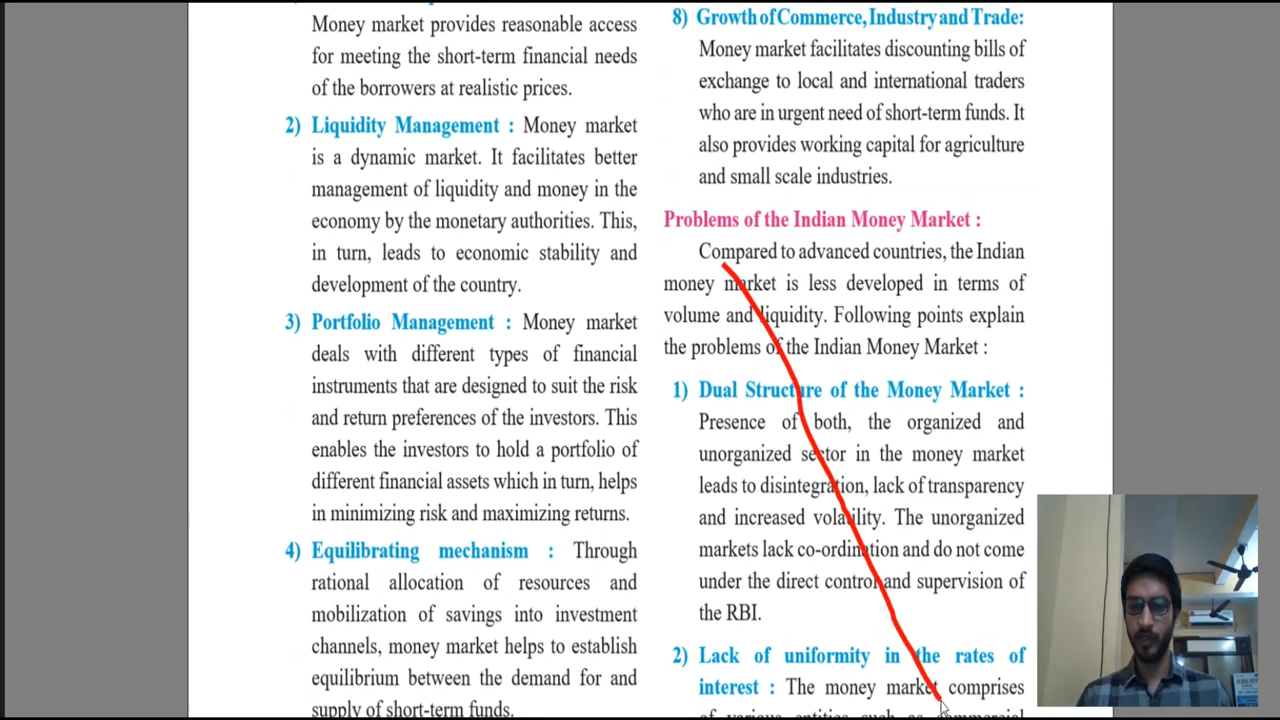 Money market provides reasonable access
for meeting the short-term financial needs
of the borrowers at realistic prices.
2) Liquidity Management : Money market
is a dynamic market. It facilitates better
management of liquidity and money in the
economy by the monetary authorities. This,
in turn, leads to economic stability and
development of the country.
3) Portfolio Management : Money market
deals with different types of financial
instruments that are designed to suit the risk
and return preferences of the investors. This
enables the investors to hold a portfolio of
different financial assets which in turn, helps
in minimizing risk and maximizing returns.
4) Equilibrating mechanism : Through
rational allocation of resources and
mobilization of savings into investment
channels, money market helps to establish
equilibrium between the demand for and
supply of short-term funds.
8) Growth of Commerce, Industry and Trade:
Money market facilitates discounting bills of
exchange to local and international traders
who are in urgent need of short-term funds. It
also provides working capital for agriculture
and small scale industries.
Problems of the Indian Money Market :
Compared to advanced countries, the Indian
money market is less developed in terms of
volume and liquidity. Following points explain
the problems of the Indian Money Market :
1) Dual Structure of the Money Market :
Presence of both, the organized and
unorganized sector in the money market
leads to disintegration, lack of transparency
and increased volatility. The unorganized
markets lack co-ordination and do not come
under the direct control and supervision of
the RBI.
2) Lack of uniformity in the rates of
interest : The money market comprises
of various entities such as commercial